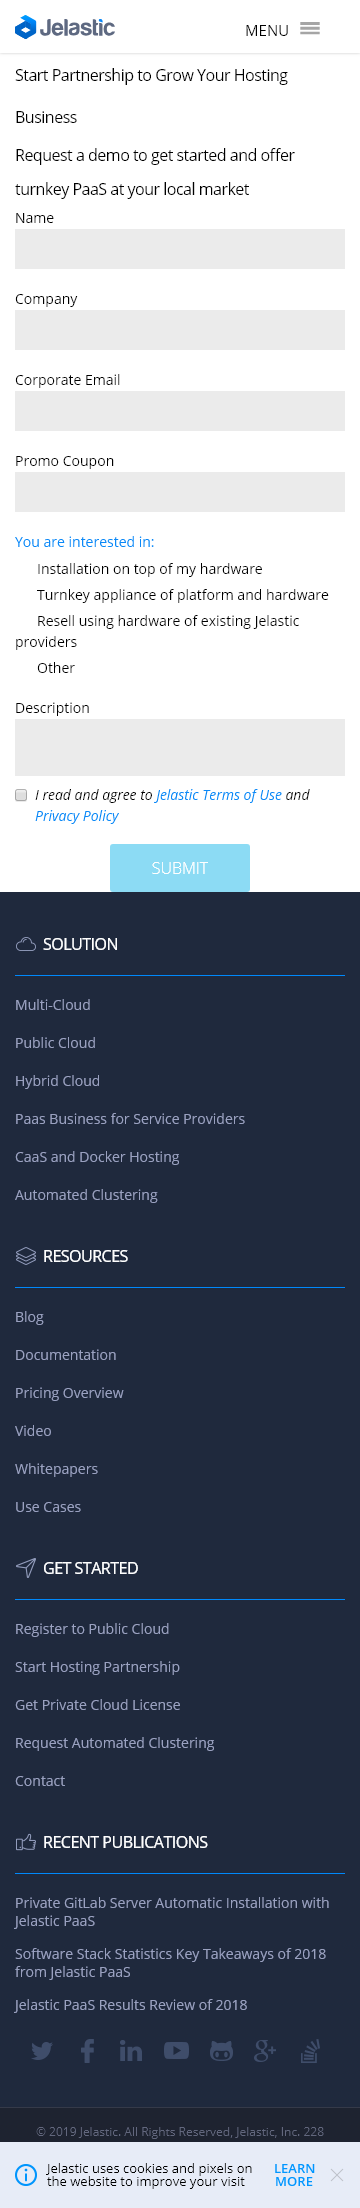 Jelastic
MENU
Start Partnership to Grow Your Hosting
Business
Request a demo to get started and offer
turnkey PaaS at your local market
Name
Company
Corporate Email
Promo Coupon
You are interested in:
Installation on top of my hardware
Turnkey appliance of platform and hardware
Resell using hardware of existing Jelastic
providers
Other
Description
I read and agree to Jelastic Terms of Use and
Privacy Policy
SUBMIT
SOLUTION
Multi-Cloud
Public Cloud
Hybrid Cloud
Paas Business for Service Providers
CaaS and Docker Hosting
Automated Clustering
RESOURCES
Blog
Documentation
Pricing Overview
Video
Whitepapers
Use Cases
GET STARTED
Register to Public Cloud
Start Hosting Partnership
Get Private Cloud License
Request Automated Clustering
Contact
RECENT PUBLICATIONS
Private GitLab Server Automatic Installation with
Jelastic PaaS
Software Stack Statistics Key Takeaways of 2018
from Jelastic PaaS
Jelastic PaaS Results Review of 2018
© 2019 Jelastic. All Rights Reserved, Jelastic, Inc. 228
Jelastic uses cookies and pixels on
the website to improve your visit
LEARN
MORE